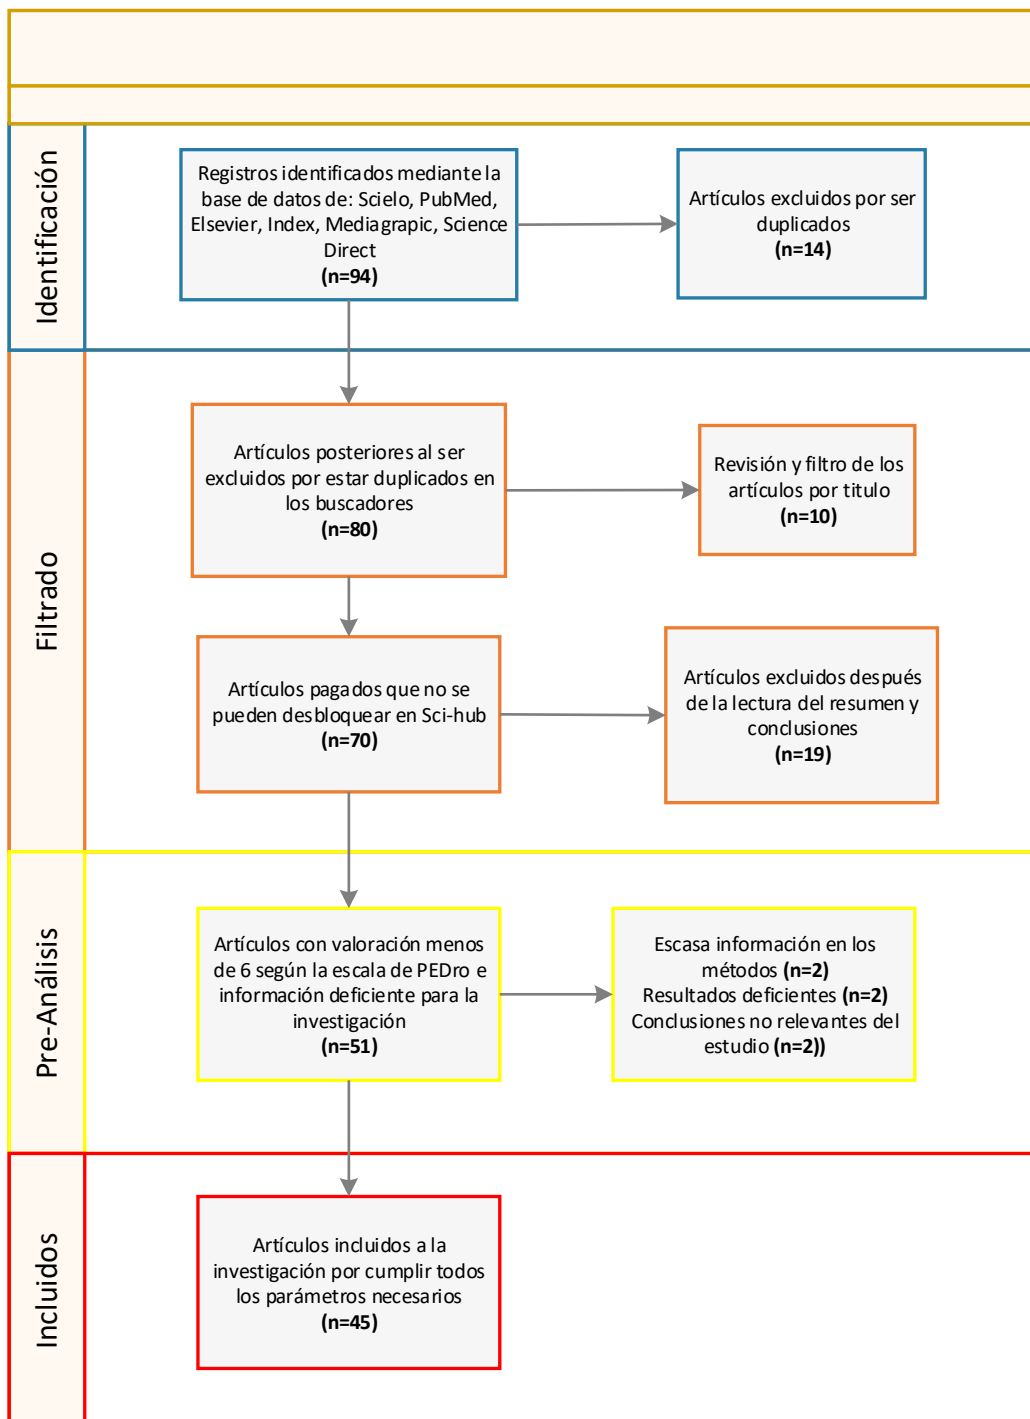 Identificación
Registros identificados mediante la
base de datos de: Scielo, PubMed,
Elsevier, Index, Mediagrapic, Science
Direct
(n=94)
Artículos excluidos por ser
duplicados
(n=14)
Filtrado
Artículos posteriores al ser
excluidos por estar duplicados en
los buscadores
(n=80)
Revisión y filtro de los
artículos por titulo
(n=10)
Artículos pagados que no se
pueden desbloquear en Sci-hub
(n=70)
Artículos excluidos después
de la lectura del resumen y
conclusiones
(n=19)
Pre-Análisis
Artículos con valoración menos
de 6 según la escala de PEDro e
información deficiente para la
investigación
(n=51)
Escasa información en los
métodos (n=2)
Resultados deficientes (n=2)
Conclusiones no relevantes del
estudio (n=2))
Incluidos
Artículos incluidos a la
investigación por cumplir todos
los parámetros necesarios
(n=45)